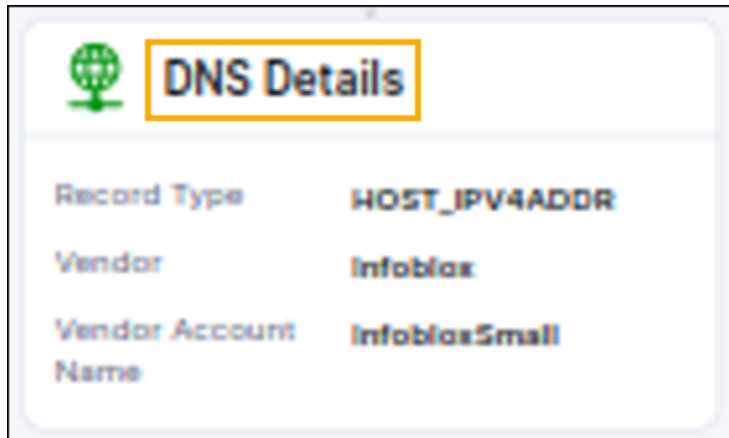 DNS Details
Record Type HOST_IPV4ADDR
Vendor Infoblox
Vendor Account InfobloxSmall
Name